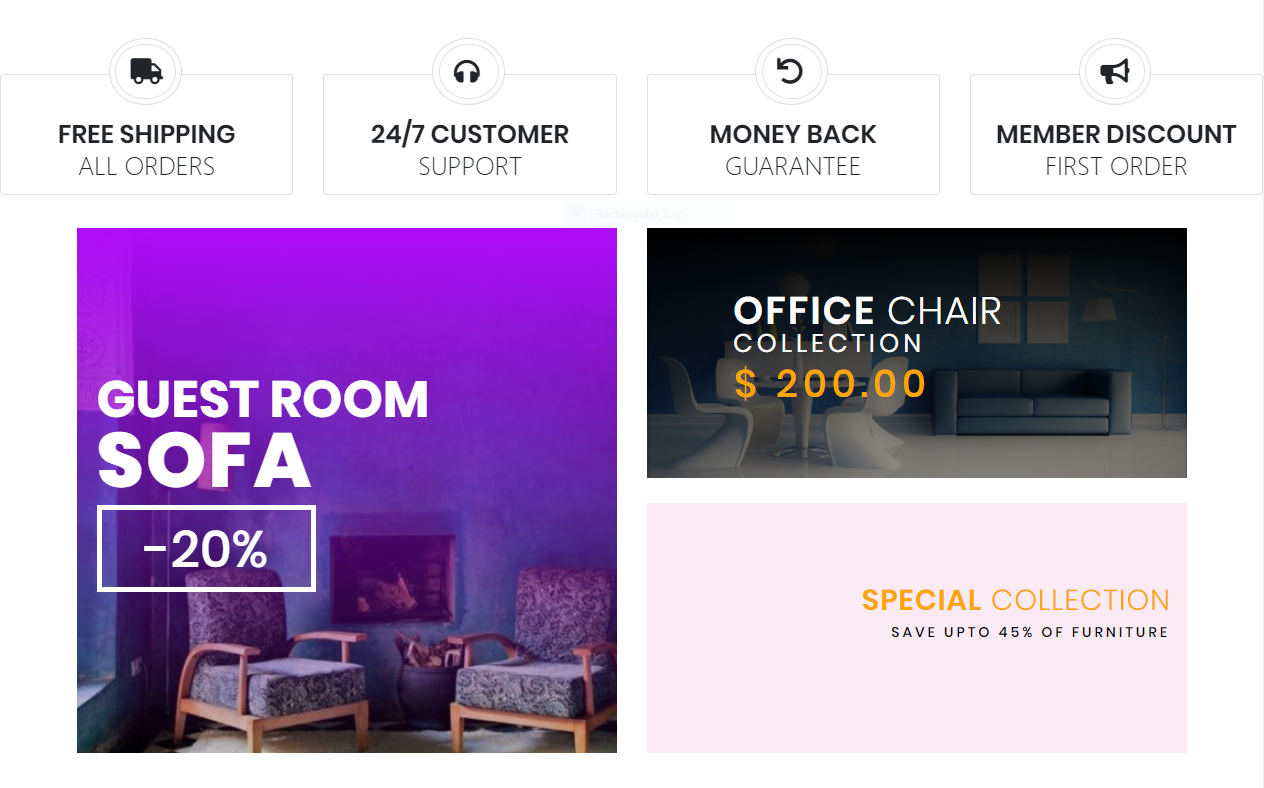 FREE SHIPPING
ALL ORDERS
24/7 CUSTOMER
SUPPORT
MONEY BACK
GUARANTEE
MEMBER DISCOUNT
FIRST ORDER
Rectangular Snip
GUEST ROOM
SOFA
-20%
OFFICE CHAIR
COLLECTION
$ 200.00
SPECIAL COLLECTION
SAVE UPTO 45% OF FURNITURE